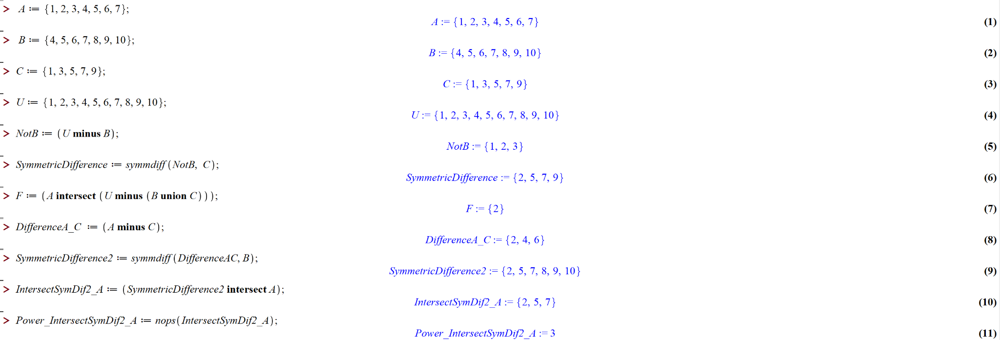 > A := {1, 2, 3, 4, 5, 6, 7};
A := {1, 2, 3, 4, 5, 6, 7} (1)
> B := {4, 5, 6, 7, 8, 9, 10};
B := {4, 5, 6, 7, 8, 9, 10} (2)
> C := {1, 3, 5, 7, 9};
C := {1, 3, 5, 7, 9} (3)
> U := {1, 2, 3, 4, 5, 6, 7, 8, 9, 10};
U := {1, 2, 3, 4, 5, 6, 7, 8, 9, 10} (4)
> NotB := (U minus B);
NotB := {1, 2, 3} (5)
> SymmetricDifference := symmdiff(NotB, C);
SymmetricDifference := {2, 5, 7, 9} (6)
> F := (A intersect (U minus (B union C)));
F := {2} (7)
> DifferenceA_C := (A minus C);
DifferenceA_C := {2, 4, 6} (8)
> SymmetricDifference2 := symmdiff(DifferenceAC, B);
SymmetricDifference2 := {2, 5, 7, 8, 9, 10} (9)
> IntersectSymDif2_A := (SymmetricDifference2 intersect A);
IntersectSymDif2_A := {2, 5, 7} (10)
> Power_IntersectSymDif2_A := nops(IntersectSymDif2_A);
Power_IntersectSymDif2_A := 3 (11)